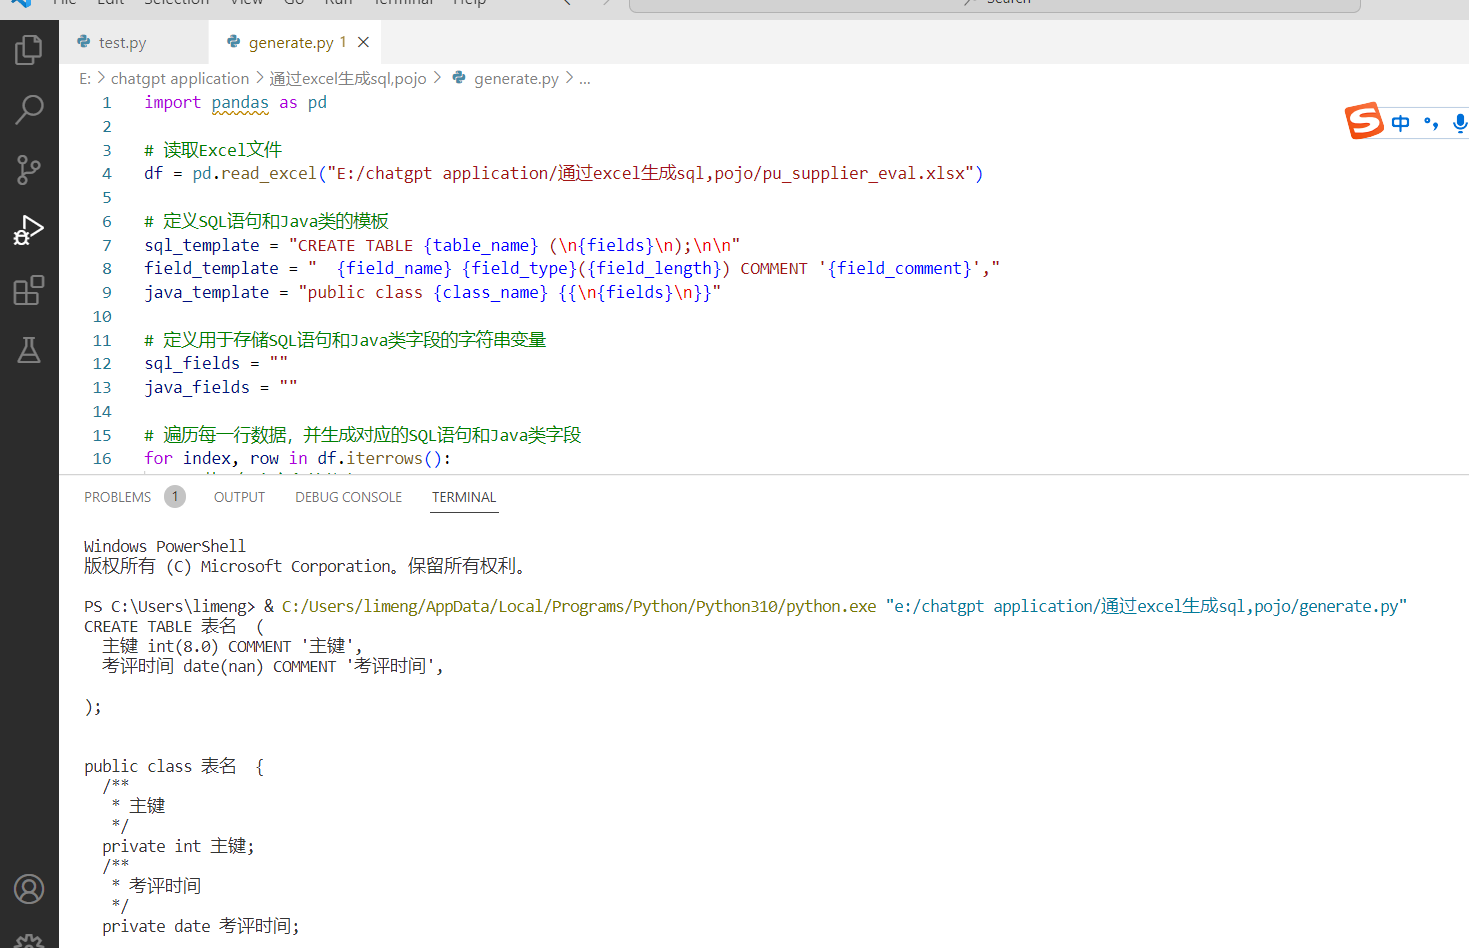 File Edit Selection View Go Run Terminal Help Search
test.py generate.py 1
E: > chatgpt application > 通过excel生成sql,pojo > generate.py > ...
1 import pandas as pd
2
3 # 读取Excel文件
4 df = pd.read_excel("E:/chatgpt application/通过excel生成sql,pojo/pu_supplier_eval.xlsx")
5
6 # 定义SQL语句和Java类的模板
7 sql_template = "CREATE TABLE {table_name} (\n{fields}\n);\n\n"
8 field_template = "  {field_name} {field_type}({field_length}) COMMENT '{field_comment}',"
9 java_template = "public class {class_name} {{\n{fields}\n}}"
10
11 # 定义用于存储SQL语句和Java类字段的字符串变量
12 sql_fields = ""
13 java_fields = ""
14
15 # 遍历每一行数据，并生成对应的SQL语句和Java类字段
16 for index, row in df.iterrows():
S 中
PROBLEMS 1 OUTPUT DEBUG CONSOLE TERMINAL
Windows PowerShell
版权所有 (C) Microsoft Corporation。保留所有权利。
PS C:\Users\limeng> & C:/Users/limeng/AppData/Local/Programs/Python/Python310/python.exe "e:/chatgpt application/通过excel生成sql,pojo/generate.py"
CREATE TABLE 表名  (
  主键 int(8.0) COMMENT '主键',
  考评时间 date(nan) COMMENT '考评时间',
);
public class 表名  {
  /**
   * 主键
   */
  private int 主键;
  /**
   * 考评时间
   */
  private date 考评时间;